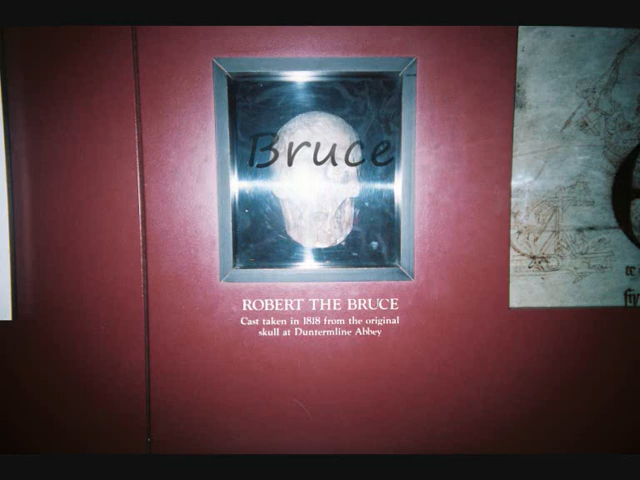 Bruce
ROBERT THE BRUCE
Cast taken in 1818 from the original
skull at Dunfermline Abbey